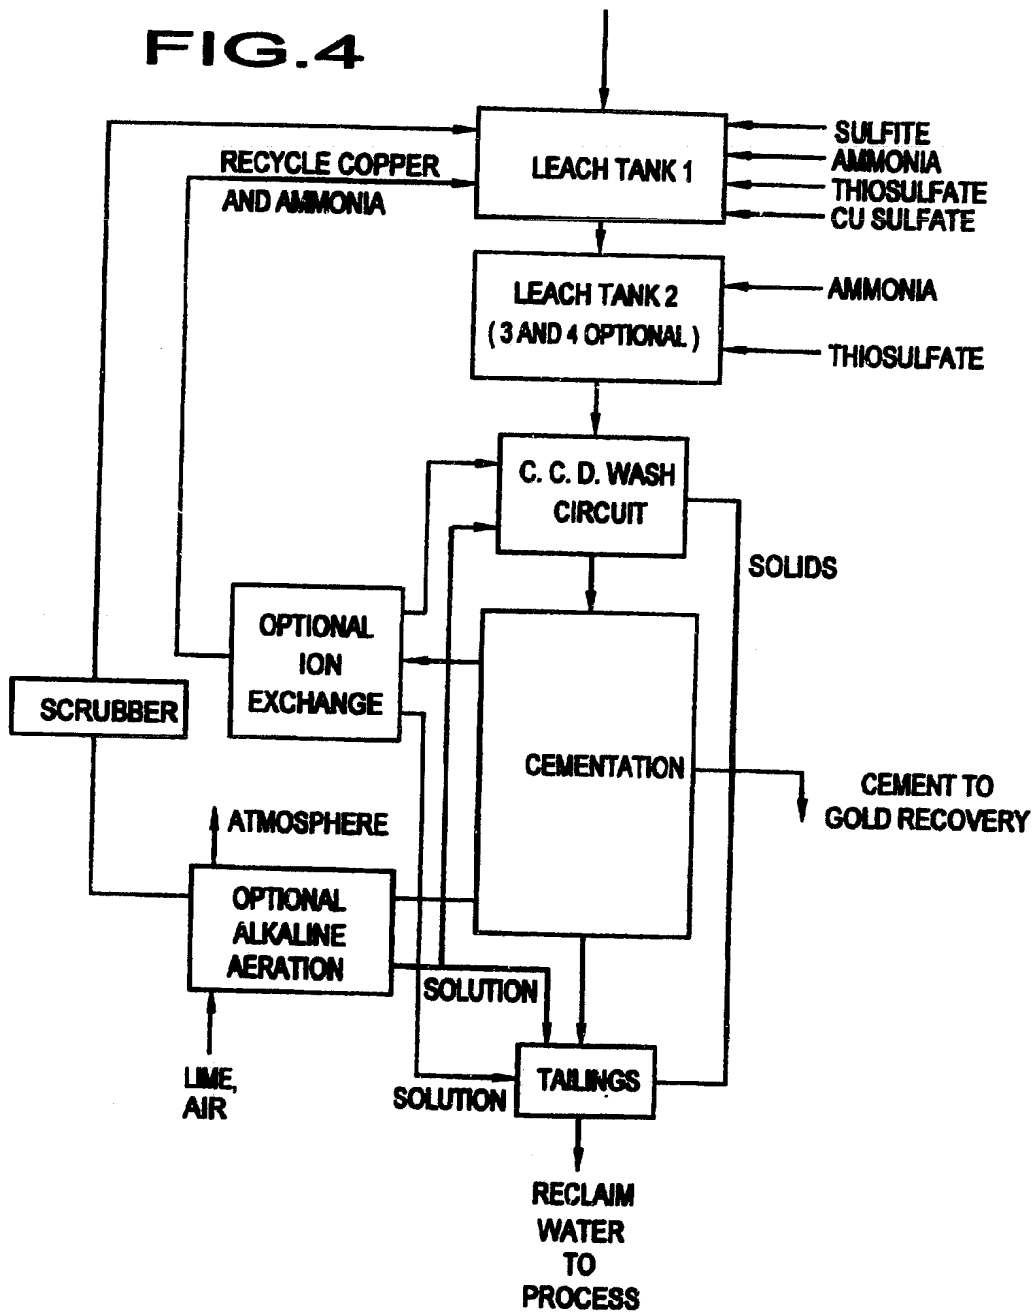 FIG.4
SULFITE
AMMONIA
THIOSULFATE
CU SULFATE
LEACH TANK 1
RECYCLE COPPER
AND AMMONIA
LEACH TANK 2
( 3 AND 4 OPTIONAL )
AMMONIA
THIOSULFATE
C. C. D. WASH
CIRCUIT
SOLIDS
OPTIONAL
ION
EXCHANGE
SCRUBBER
CEMENTATION
CEMENT TO
GOLD RECOVERY
ATMOSPHERE
OPTIONAL
ALKALINE
AERATION
SOLUTION
LIME,
AIR
SOLUTION
TAILINGS
RECLAIM
WATER
TO
PROCESS